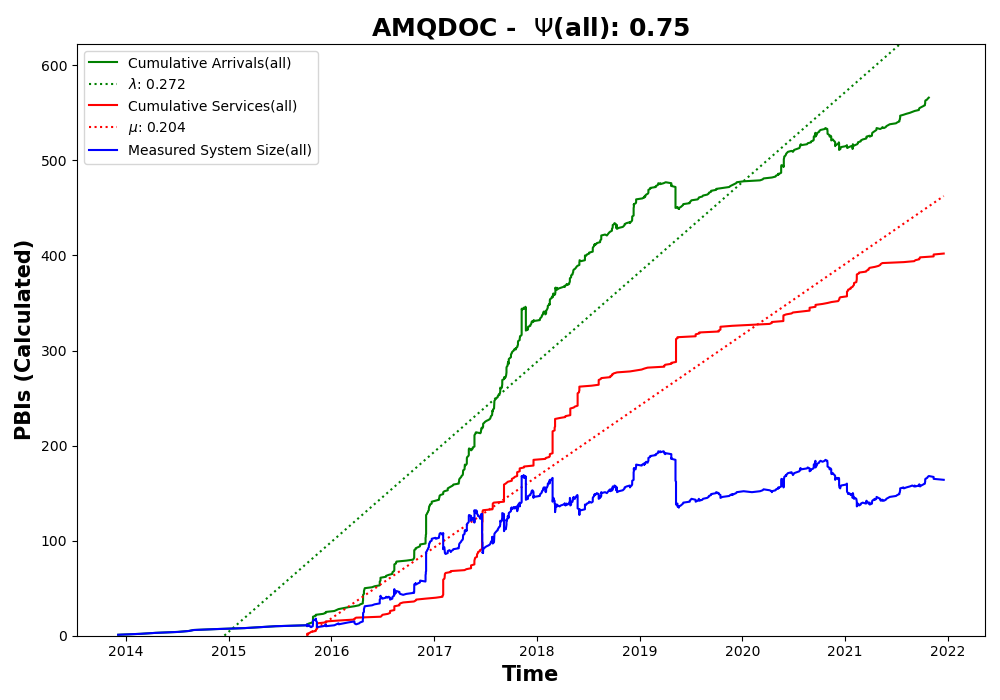 AMQDOC -  Ψ(all): 0.75
Cumulative Arrivals(all)
λ: 0.272
Cumulative Services(all)
μ: 0.204
Measured System Size(all)
PBIs (Calculated)
600
500
400
300
200
100
0
2014 2015 2016 2017 2018 2019 2020 2021 2022
Time